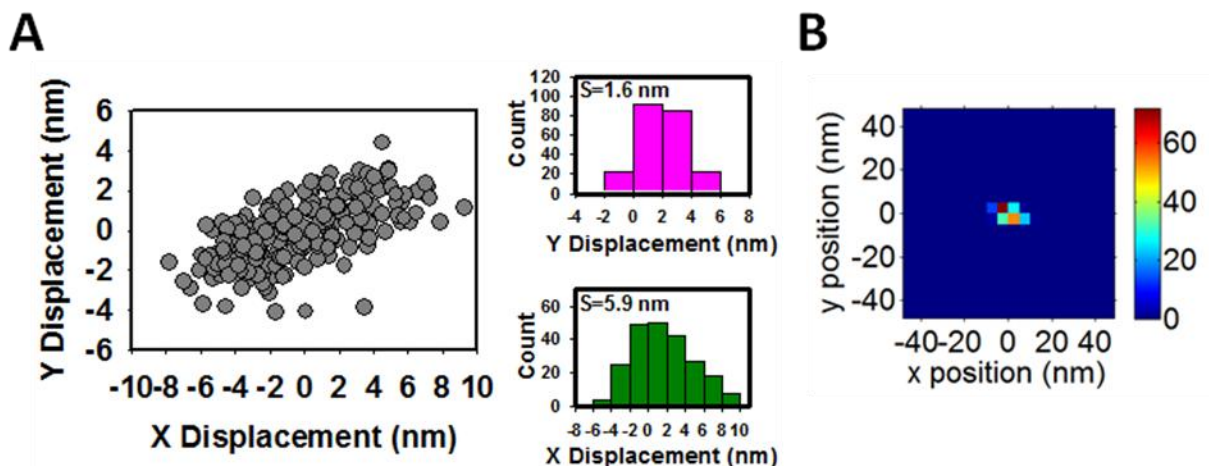 A
B
Y Displacement (nm)
6
4
2
0
-2
-4
-6
-10 -8 -6 -4 -2 0 2 4 6 8 10
X Displacement (nm)
S=1.6 nm
Count
120
100
80
60
40
20
0
-4 -2 0 2 4 6 8
Y Displacement (nm)
S=5.9 nm
Count
60
40
20
0
-8 -6 -4 -2 0 2 4 6 8 10
X Displacement (nm)
y position (nm)
40
20
0
-20
-40
-40 -20 0 20 40
x position (nm)
60
40
20
0